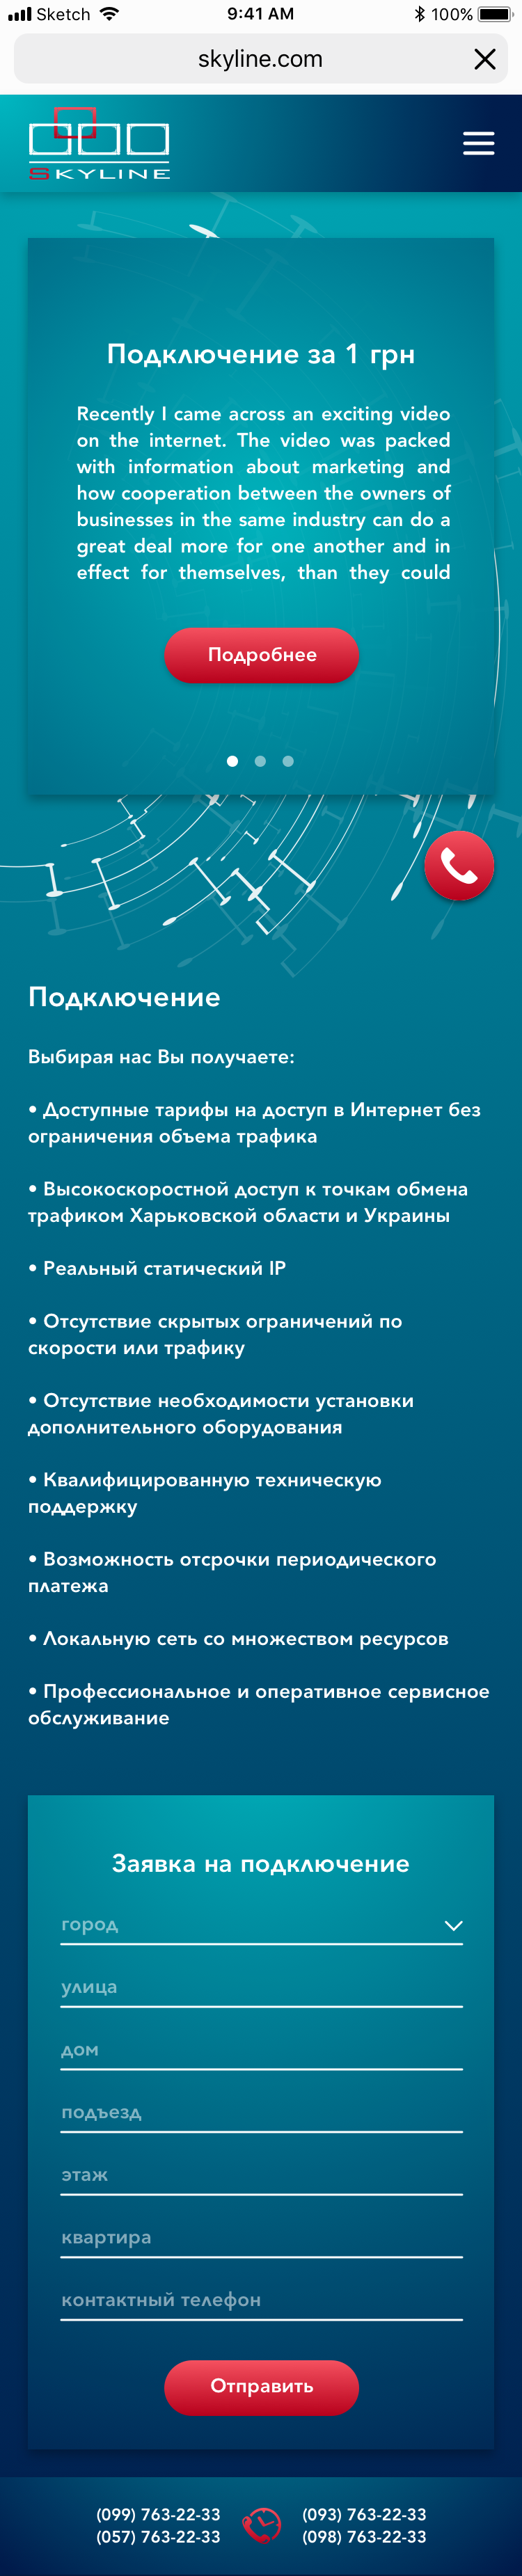 Sketch 9:41 AM 100%
skyline.com
SKYLINE
Подключение за 1 грн
Recently I came across an exciting video
on the internet. The video was packed
with information about marketing and
how cooperation between the owners of
businesses in the same industry can do a
great deal more for one another and in
effect for themselves, than they could
Подробнее
Подключение
Выбирая нас Вы получаете:
• Доступные тарифы на доступ в Интернет без
ограничения объема трафика
• Высокоскоростной доступ к точкам обмена
трафиком Харьковской области и Украины
• Реальный статический IP
• Отсутствие скрытых ограничений по
скорости или трафику
• Отсутствие необходимости установки
дополнительного оборудования
• Квалифицированную техническую
поддержку
• Возможность отсрочки периодического
платежа
• Локальную сеть со множеством ресурсов
• Профессиональное и оперативное сервисное
обслуживание
Заявка на подключение
город
улица
дом
подъезд
этаж
квартира
контактный телефон
Отправить
(099) 763-22-33 (093) 763-22-33
(057) 763-22-33 (098) 763-22-33